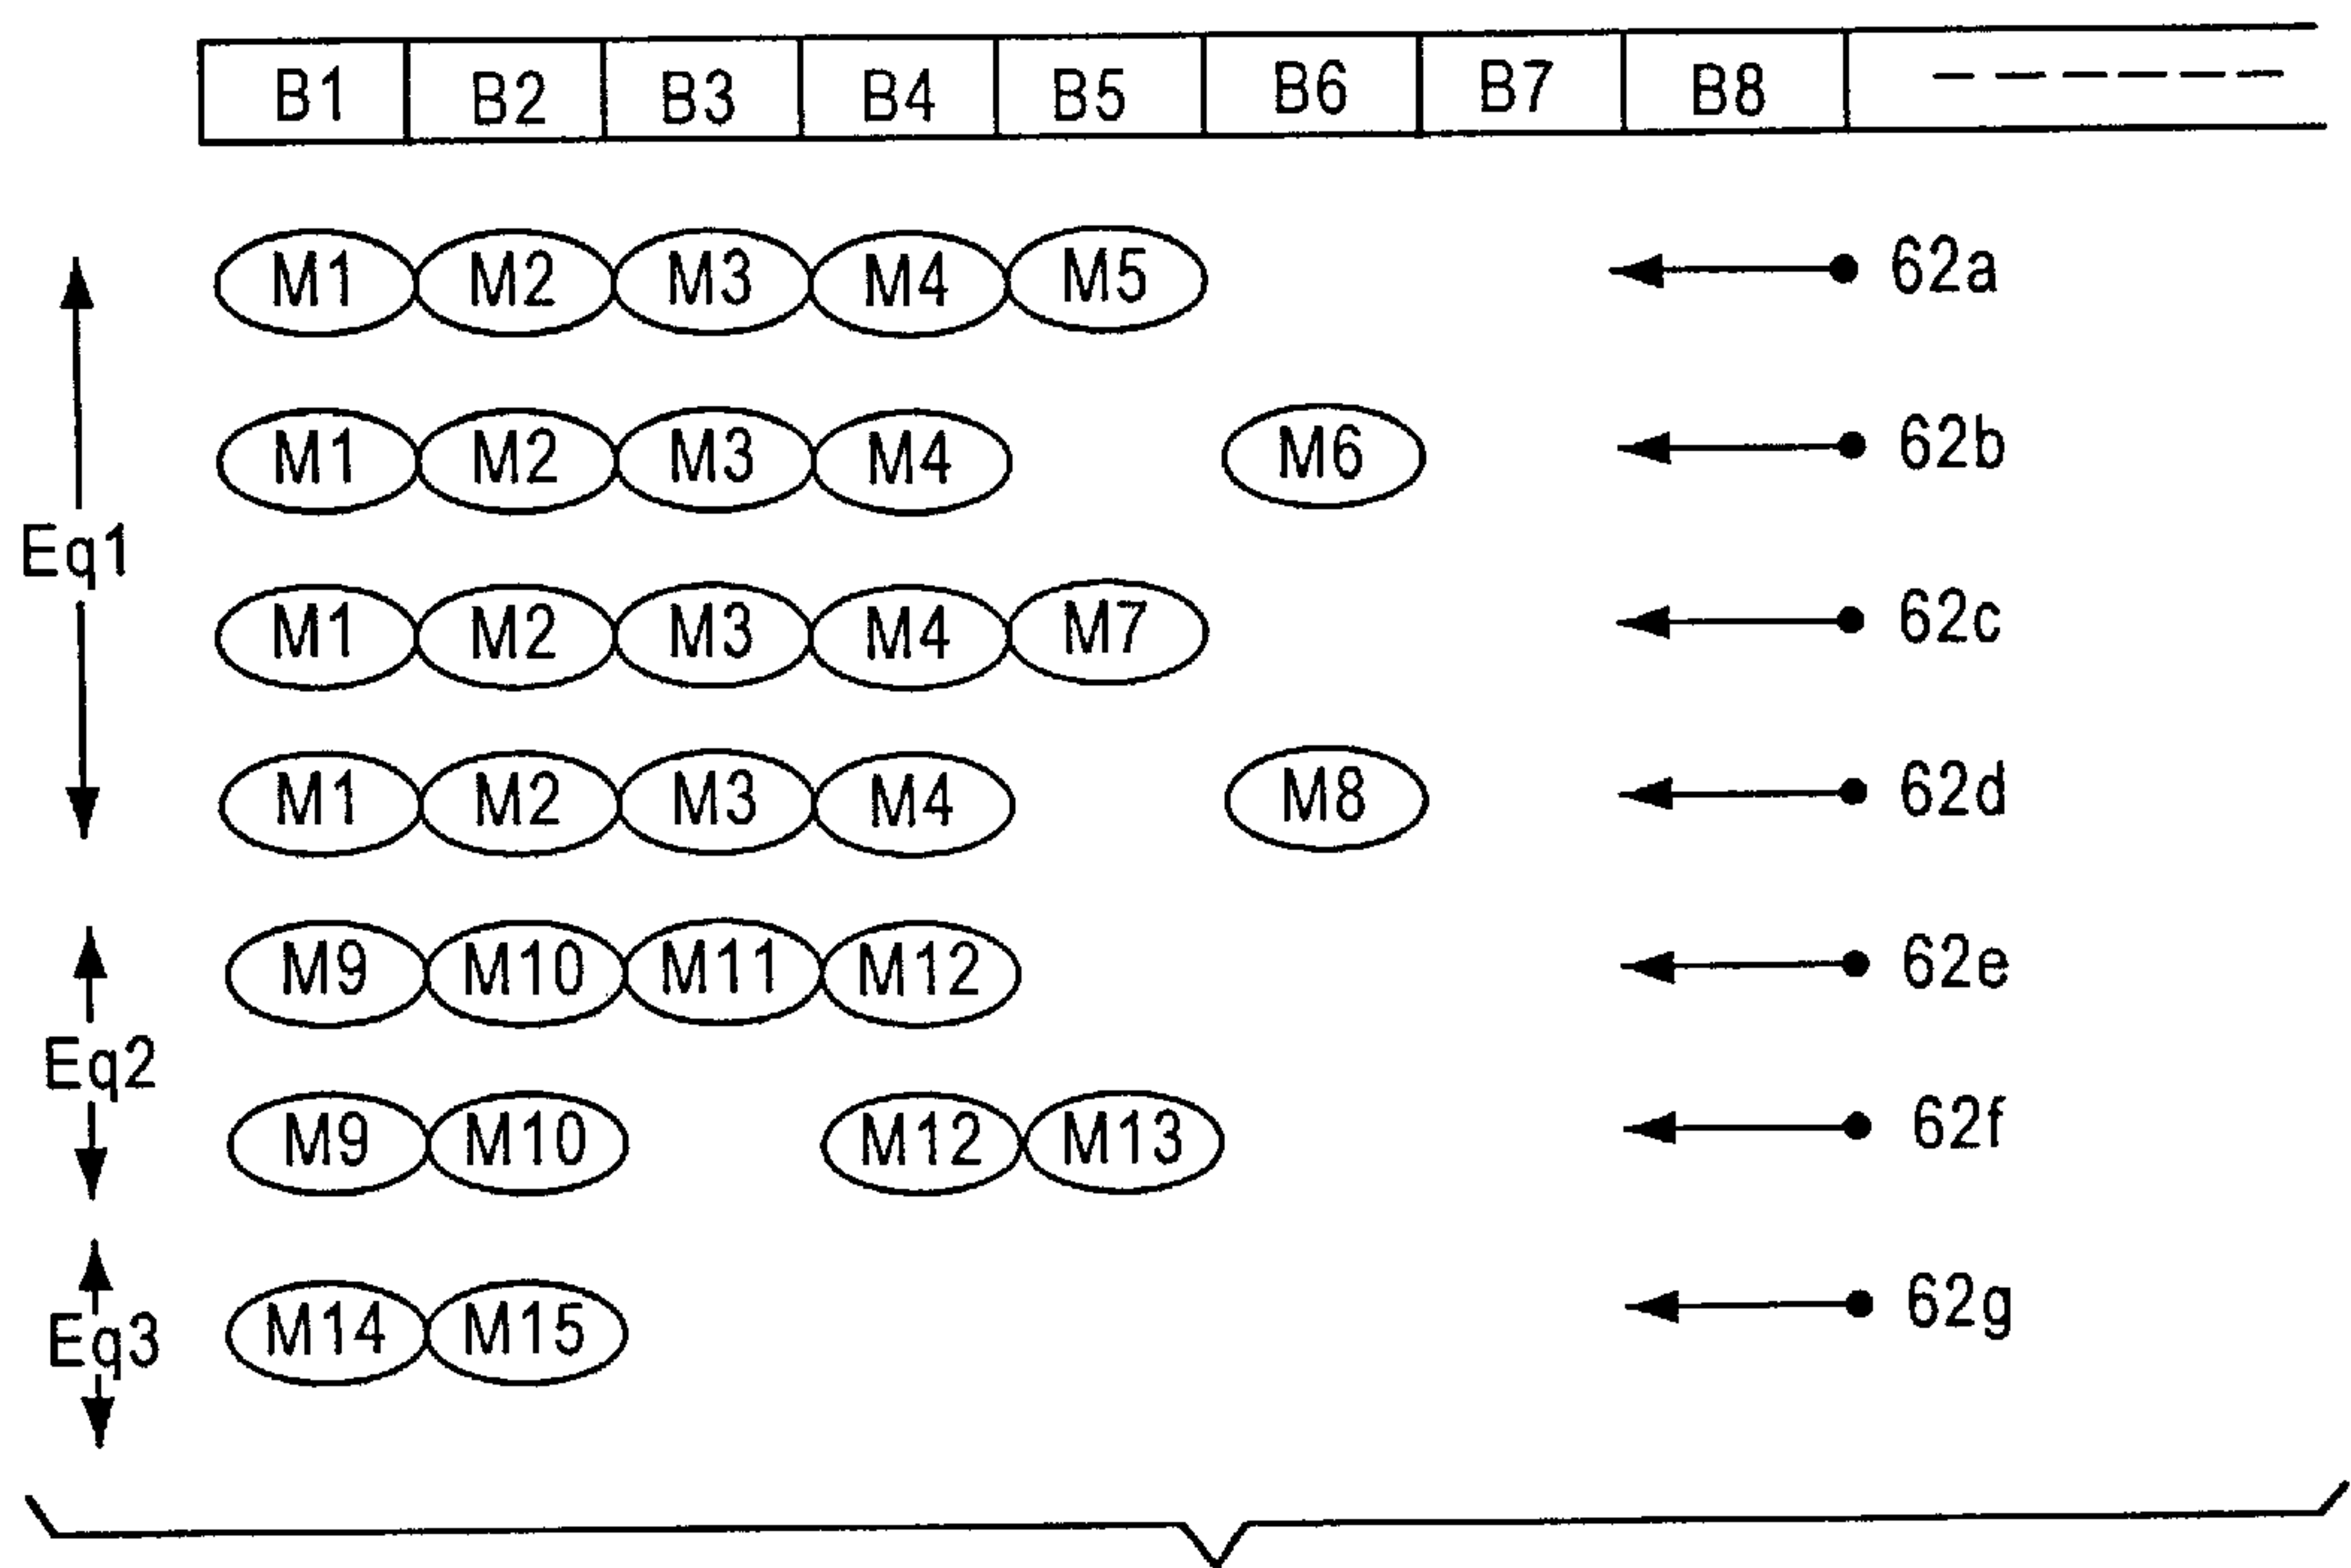 B1 B2 B3 B4 B5 B6 B7 B8
M1 M2 M3 M4 M5 62a
M1 M2 M3 M4 M6 62b
Eq1
M1 M2 M3 M4 M7 62c
M1 M2 M3 M4 M8 62d
M9 M10 M11 M12 62e
Eq2
M9 M10 M12 M13 62f
M14 M15 62g
Eq3